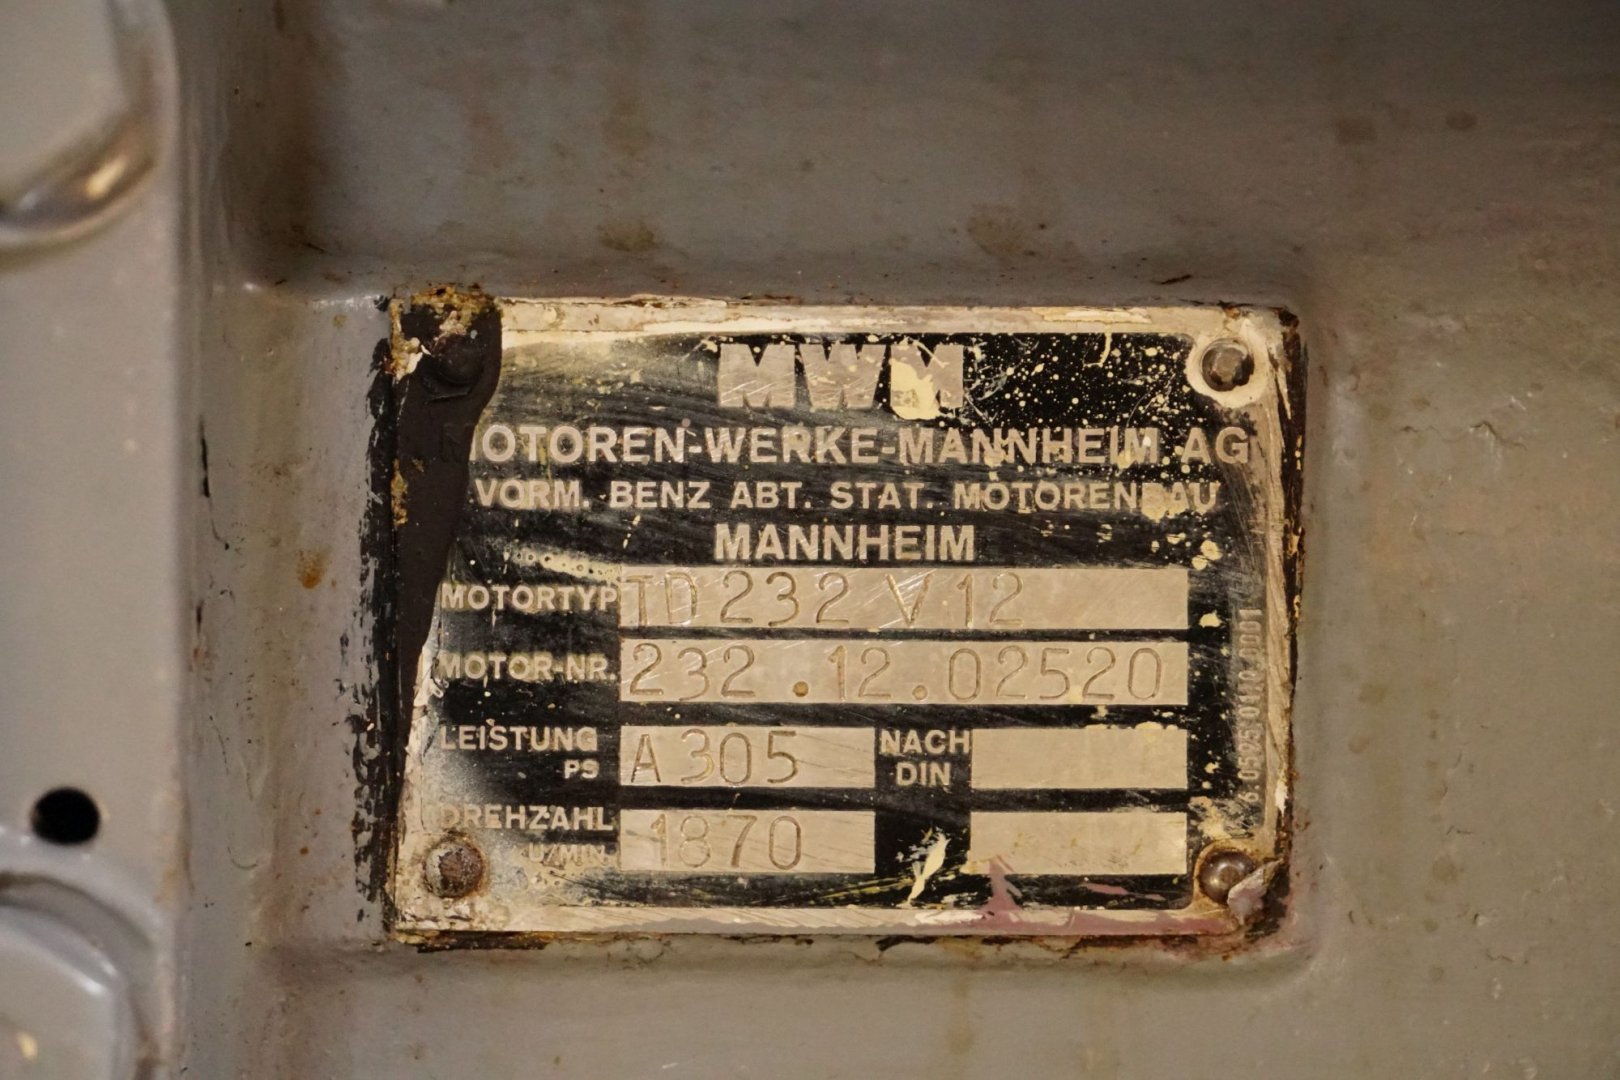 MWM
MOTOREN-WERKE-MANNHEIM AG
VORM. BENZ ABT. STAT. MOTORENBAU
MANNHEIM
MOTORTYP TD 232 V 12
MOTOR-NR. 232.12.02520
LEISTUNG PS A 305 NACH DIN
DREHZAHL U/MIN. 1870